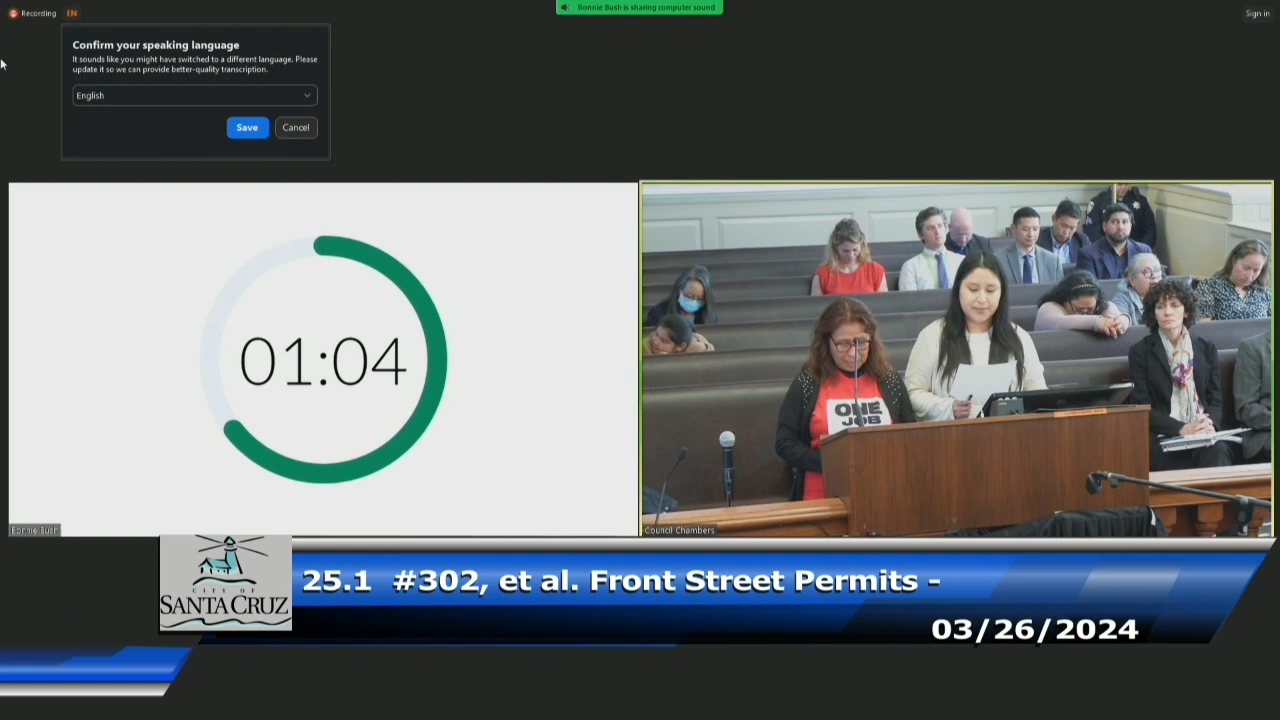 Recording EN
Bonnie Bush is sharing computer sound
Sign in
Confirm your speaking language
It sounds like you might have switched to a different language. Please
update it so we can provide better-quality transcription.
English
Save Cancel
01:04
ONE
JOB
Bonnie Bush
Council Chambers
CITY OF
SANTA CRUZ
25.1 #302, et al. Front Street Permits -
03/26/2024